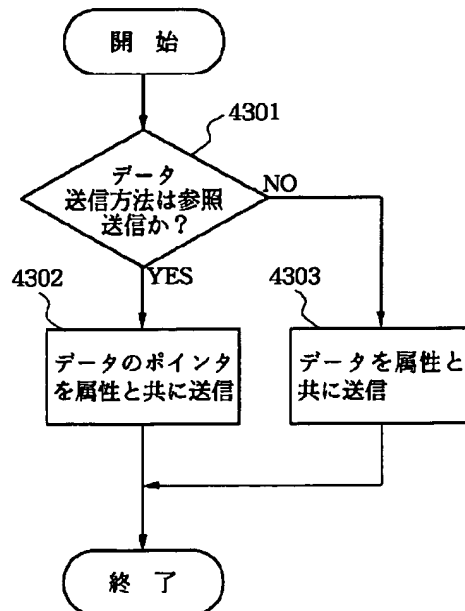 開 始
4301
データ
送信方法は参照
送信か？
NO
YES
4302
データのポインタ
を属性と共に送信
4303
データを属性と
共に送信
終 了